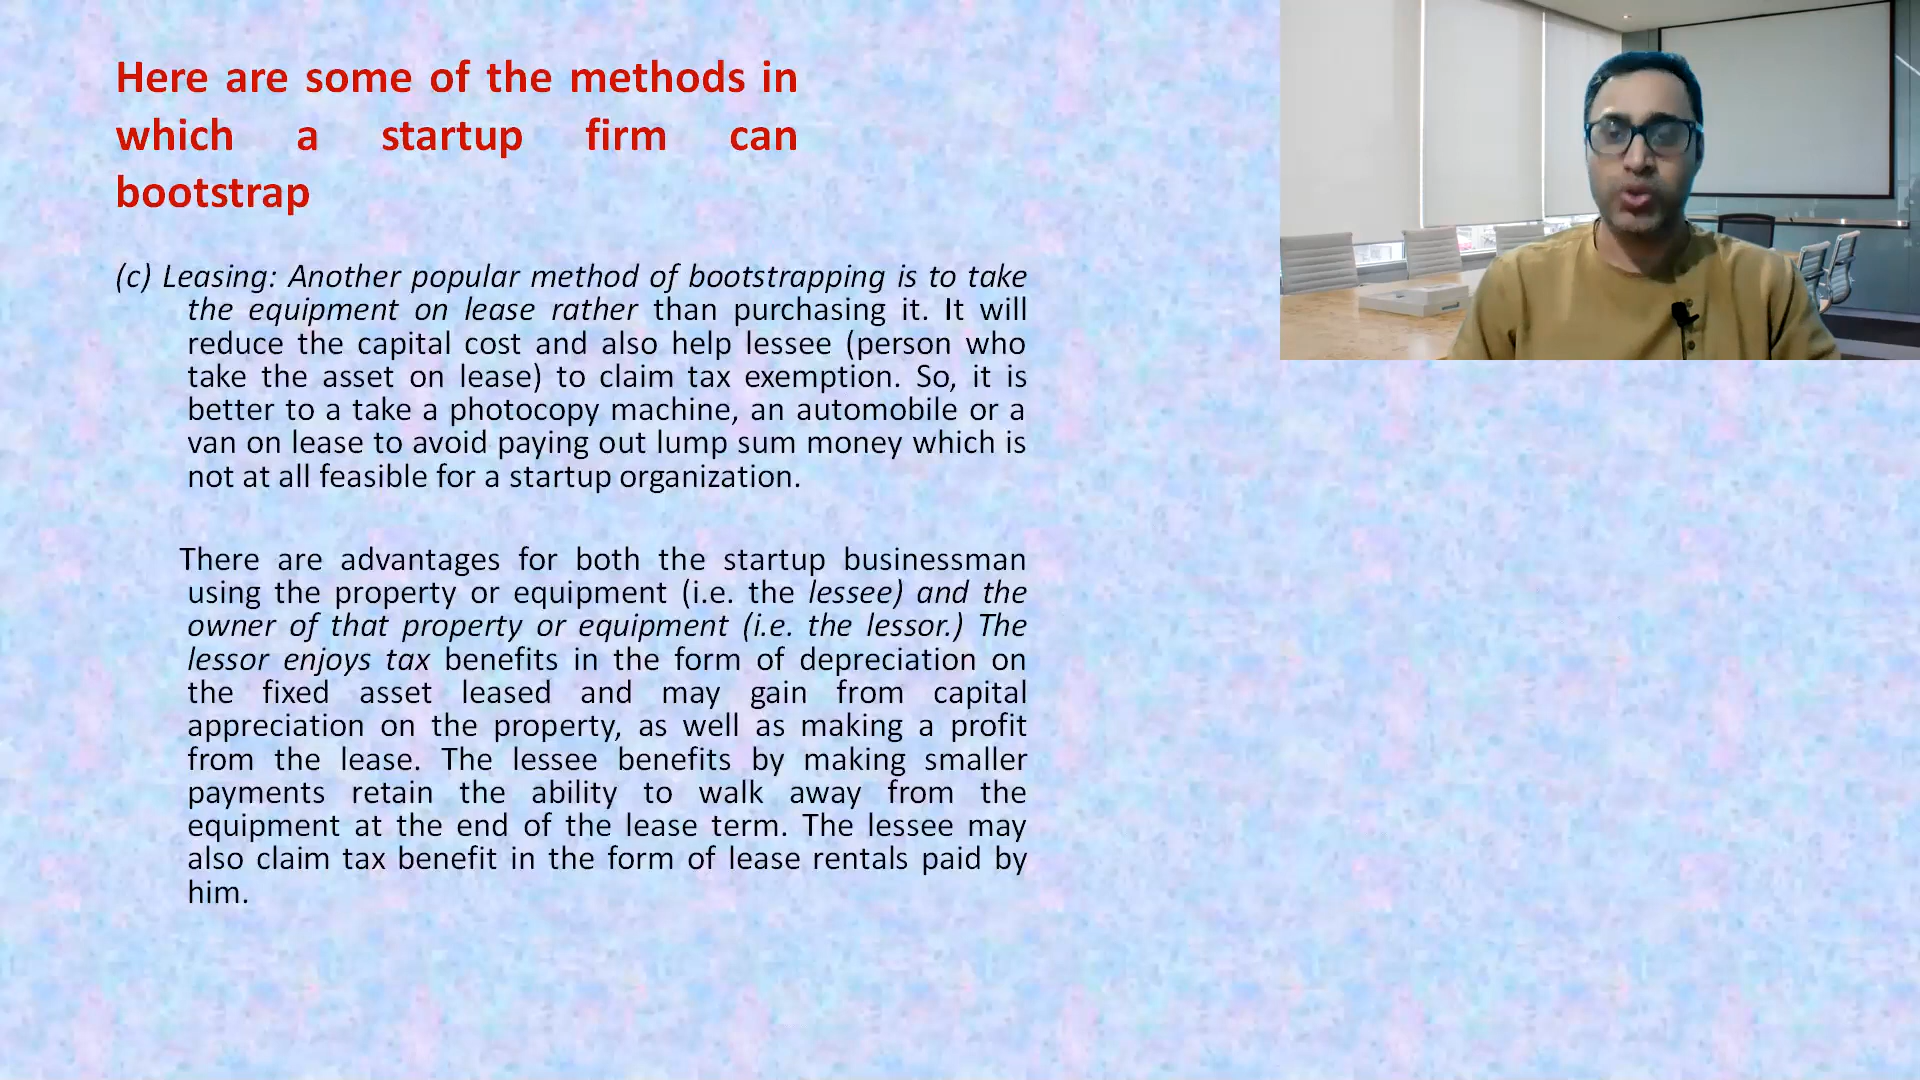 Here are some of the methods in
which a startup firm can
bootstrap
(c) Leasing: Another popular method of bootstrapping is to take
the equipment on lease rather than purchasing it. It will
reduce the capital cost and also help lessee (person who
take the asset on lease) to claim tax exemption. So, it is
better to a take a photocopy machine, an automobile or a
van on lease to avoid paying out lump sum money which is
not at all feasible for a startup organization.
There are advantages for both the startup businessman
using the property or equipment (i.e. the lessee) and the
owner of that property or equipment (i.e. the lessor.) The
lessor enjoys tax benefits in the form of depreciation on
the fixed asset leased and may gain from capital
appreciation on the property, as well as making a profit
from the lease. The lessee benefits by making smaller
payments retain the ability to walk away from the
equipment at the end of the lease term. The lessee may
also claim tax benefit in the form of lease rentals paid by
him.